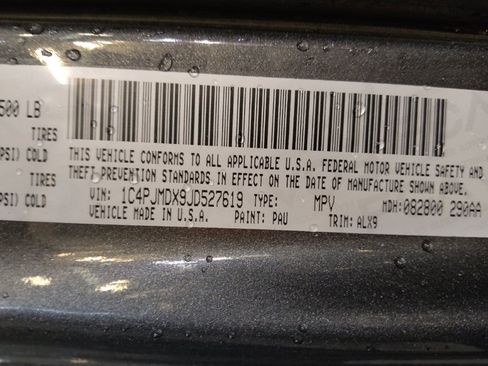 500 LB
TIRES
PSI) COLD
THIS VEHICLE CONFORMS TO ALL APPLICABLE U.S.A. FEDERAL MOTOR VEHICLE SAFETY AND
THEFT PREVENTION STANDARDS IN EFFECT ON THE DATE OF MANUFACTURE SHOWN ABOVE.
TIRES
VIN: 1C4PJMDX9JD527619 TYPE: MPV MDH: 082800 290AA
PSI) COLD
VEHICLE MADE IN U.S.A. PAINT: PAU TRIM: ALX9